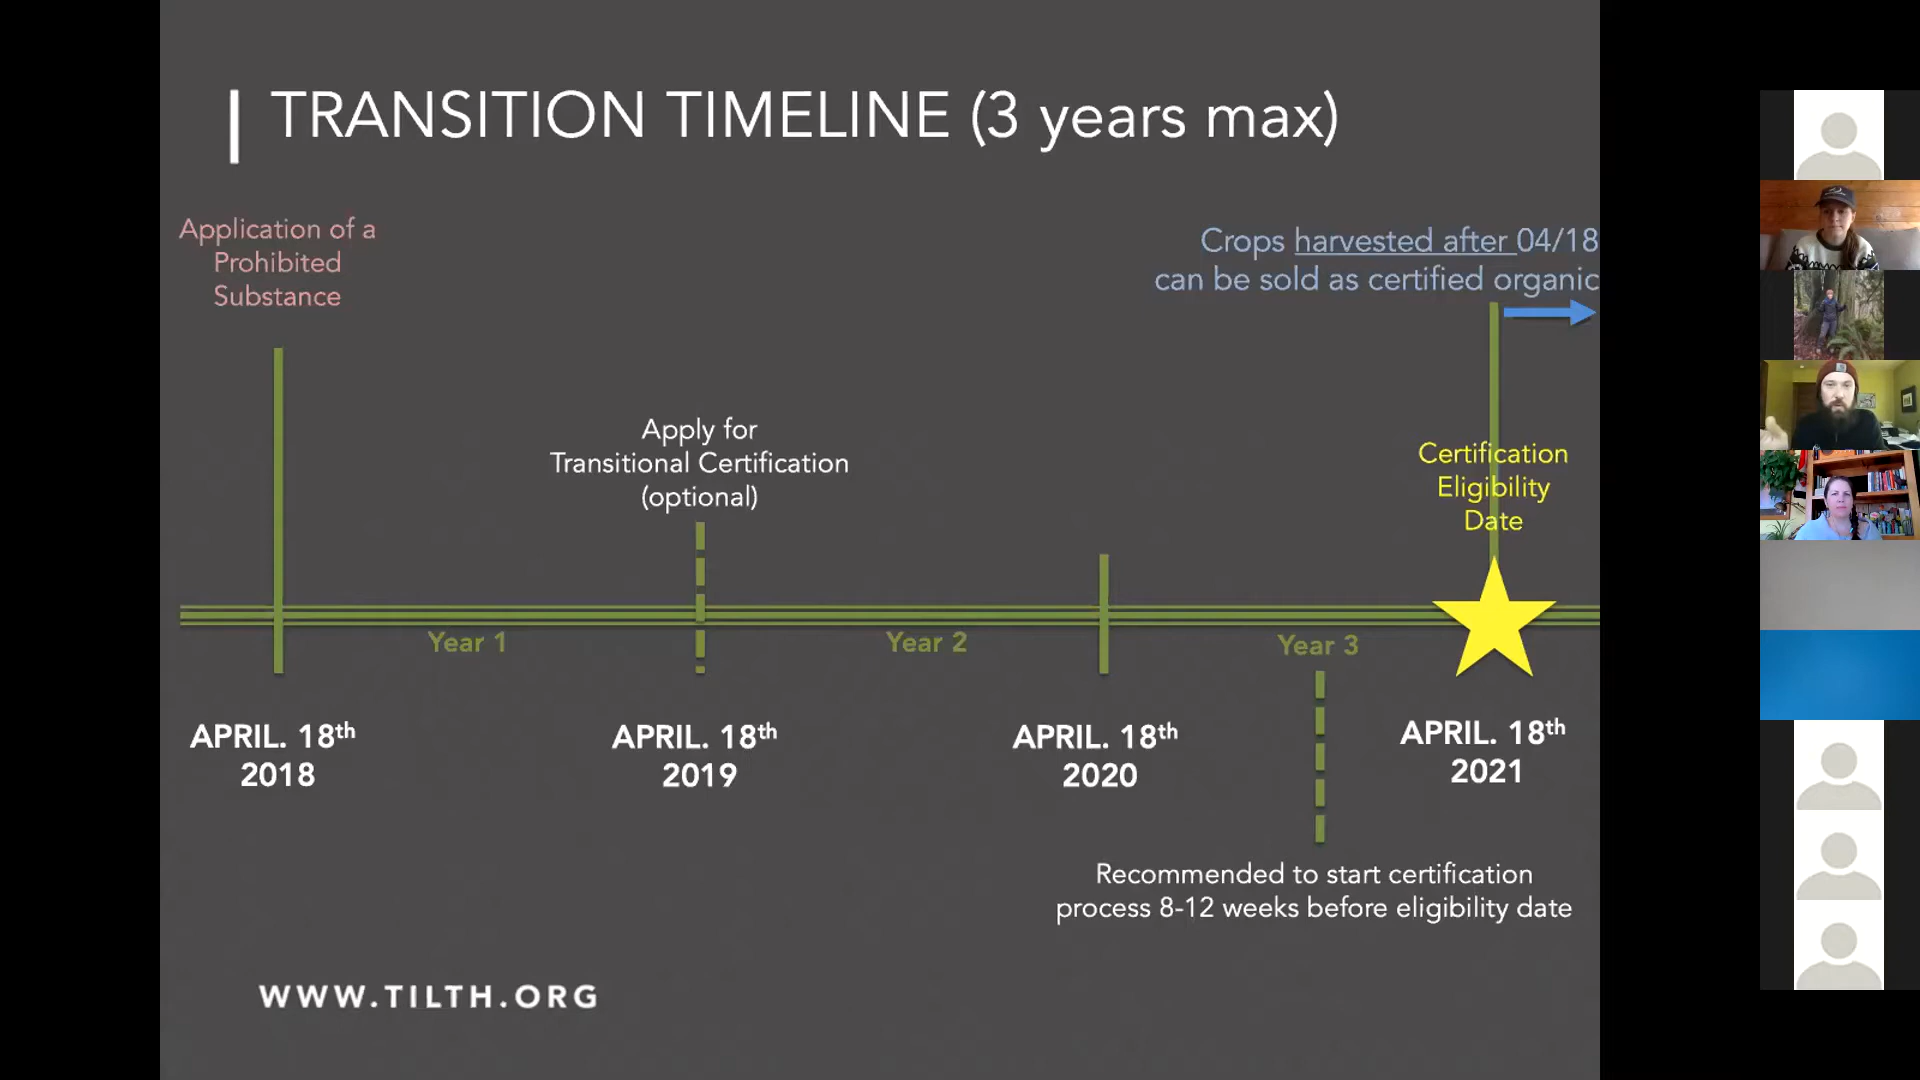 TRANSITION TIMELINE (3 years max)
Application of a
Prohibited
Substance
Crops harvested after 04/18
can be sold as certified organic
Apply for
Transitional Certification
(optional)
Certification
Eligibility
Date
Year 1
Year 2
Year 3
APRIL. 18th
2018
APRIL. 18th
2019
APRIL. 18th
2020
APRIL. 18th
2021
Recommended to start certification
process 8-12 weeks before eligibility date
WWW.TILTH.ORG